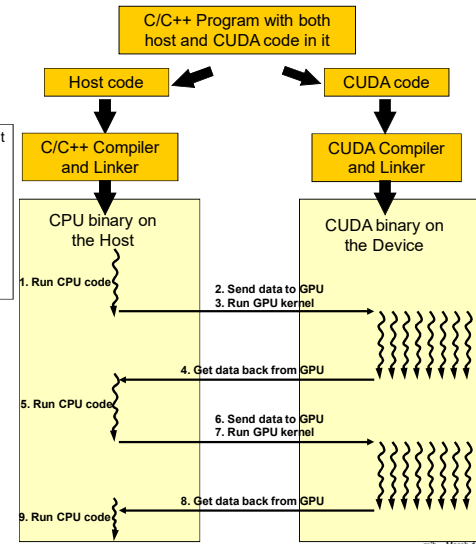 C/C++ Program with both
host and CUDA code in it
Host code
CUDA code
t
C/C++ Compiler
and Linker
CUDA Compiler
and Linker
CPU binary on
the Host
CUDA binary on
the Device
1. Run CPU code
2. Send data to GPU
3. Run GPU kernel
4. Get data back from GPU
5. Run CPU code
6. Send data to GPU
7. Run GPU kernel
8. Get data back from GPU
9. Run CPU code